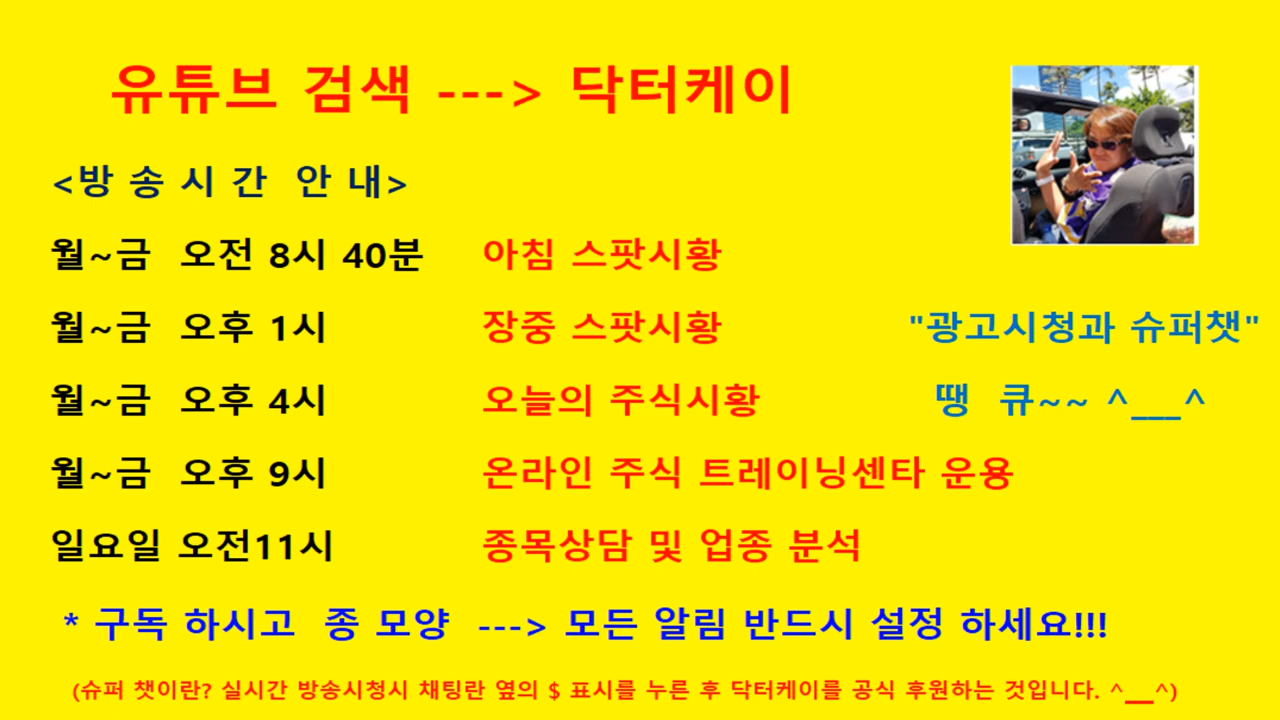 유튜브 검색 ---> 닥터케이
<방 송 시 간 안 내>
월~금 오전 8시 40분 아침 스팟시황
월~금 오후 1시 장중 스팟시황 "광고시청과 슈퍼챗"
월~금 오후 4시 오늘의 주식시황 땡 큐~~ ^___^
월~금 오후 9시 온라인 주식 트레이닝센타 운용
일요일 오전11시 종목상담 및 업종 분석
* 구독 하시고 종 모양 ---> 모든 알림 반드시 설정 하세요!!!
(슈퍼 챗이란? 실시간 방송시청시 채팅란 옆의 $ 표시를 누른 후 닥터케이를 공식 후원하는 것입니다. ^__^)